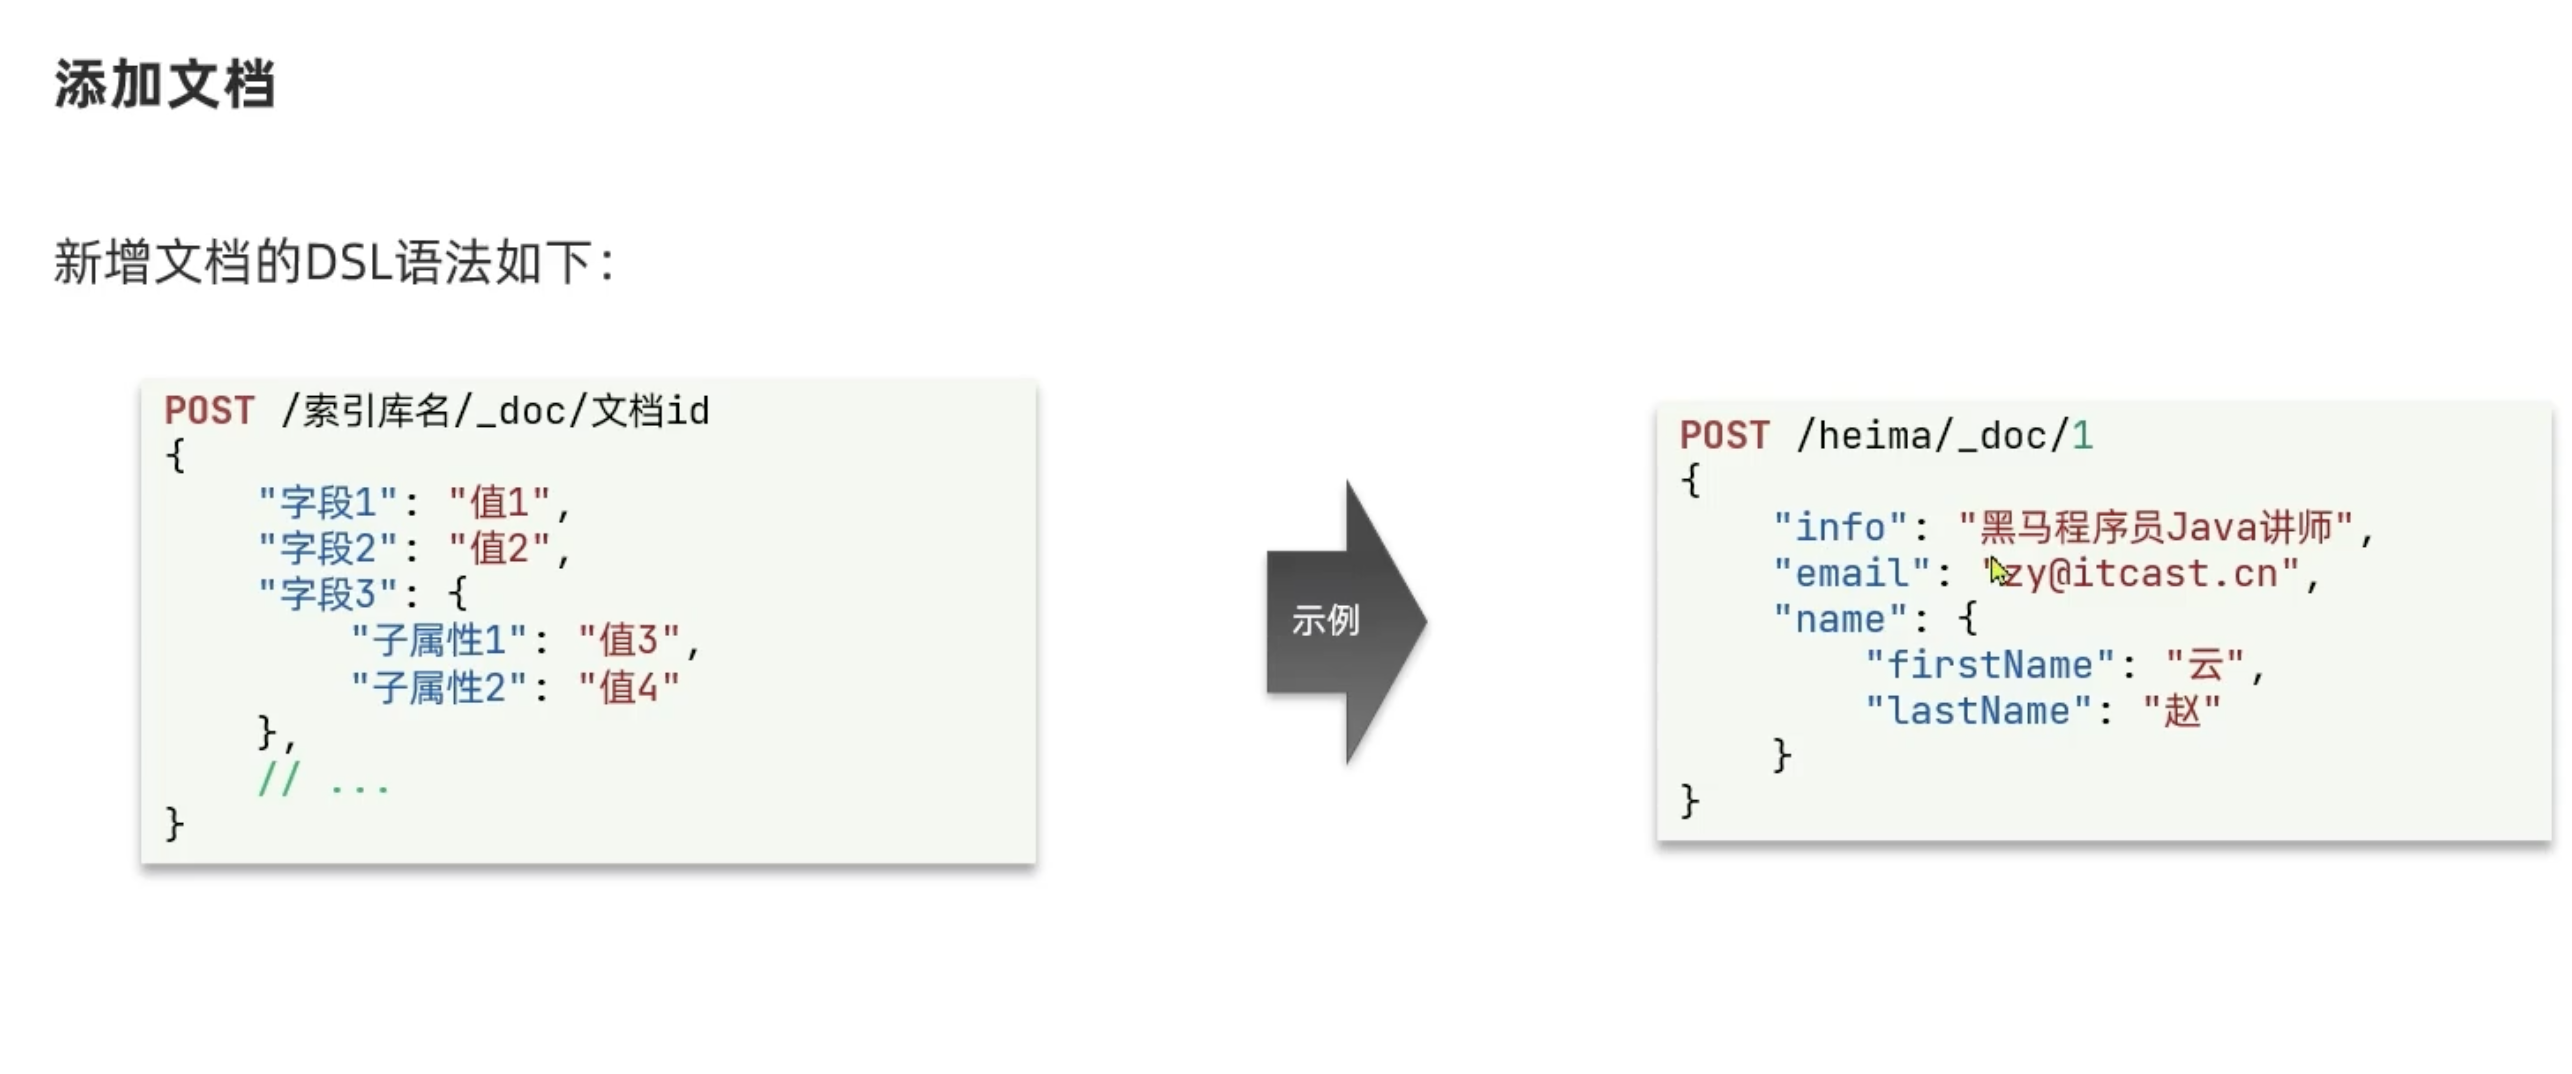 添加文档
新增文档的DSL语法如下：
POST /索引库名/_doc/文档id
{
    "字段1": "值1",
    "字段2": "值2",
    "字段3": {
        "子属性1": "值3",
        "子属性2": "值4"
    },
    // ...
}
示例
POST /heima/_doc/1
{
    "info": "黑马程序员Java讲师",
    "email": "zy@itcast.cn",
    "name": {
        "firstName": "云",
        "lastName": "赵"
    }
}